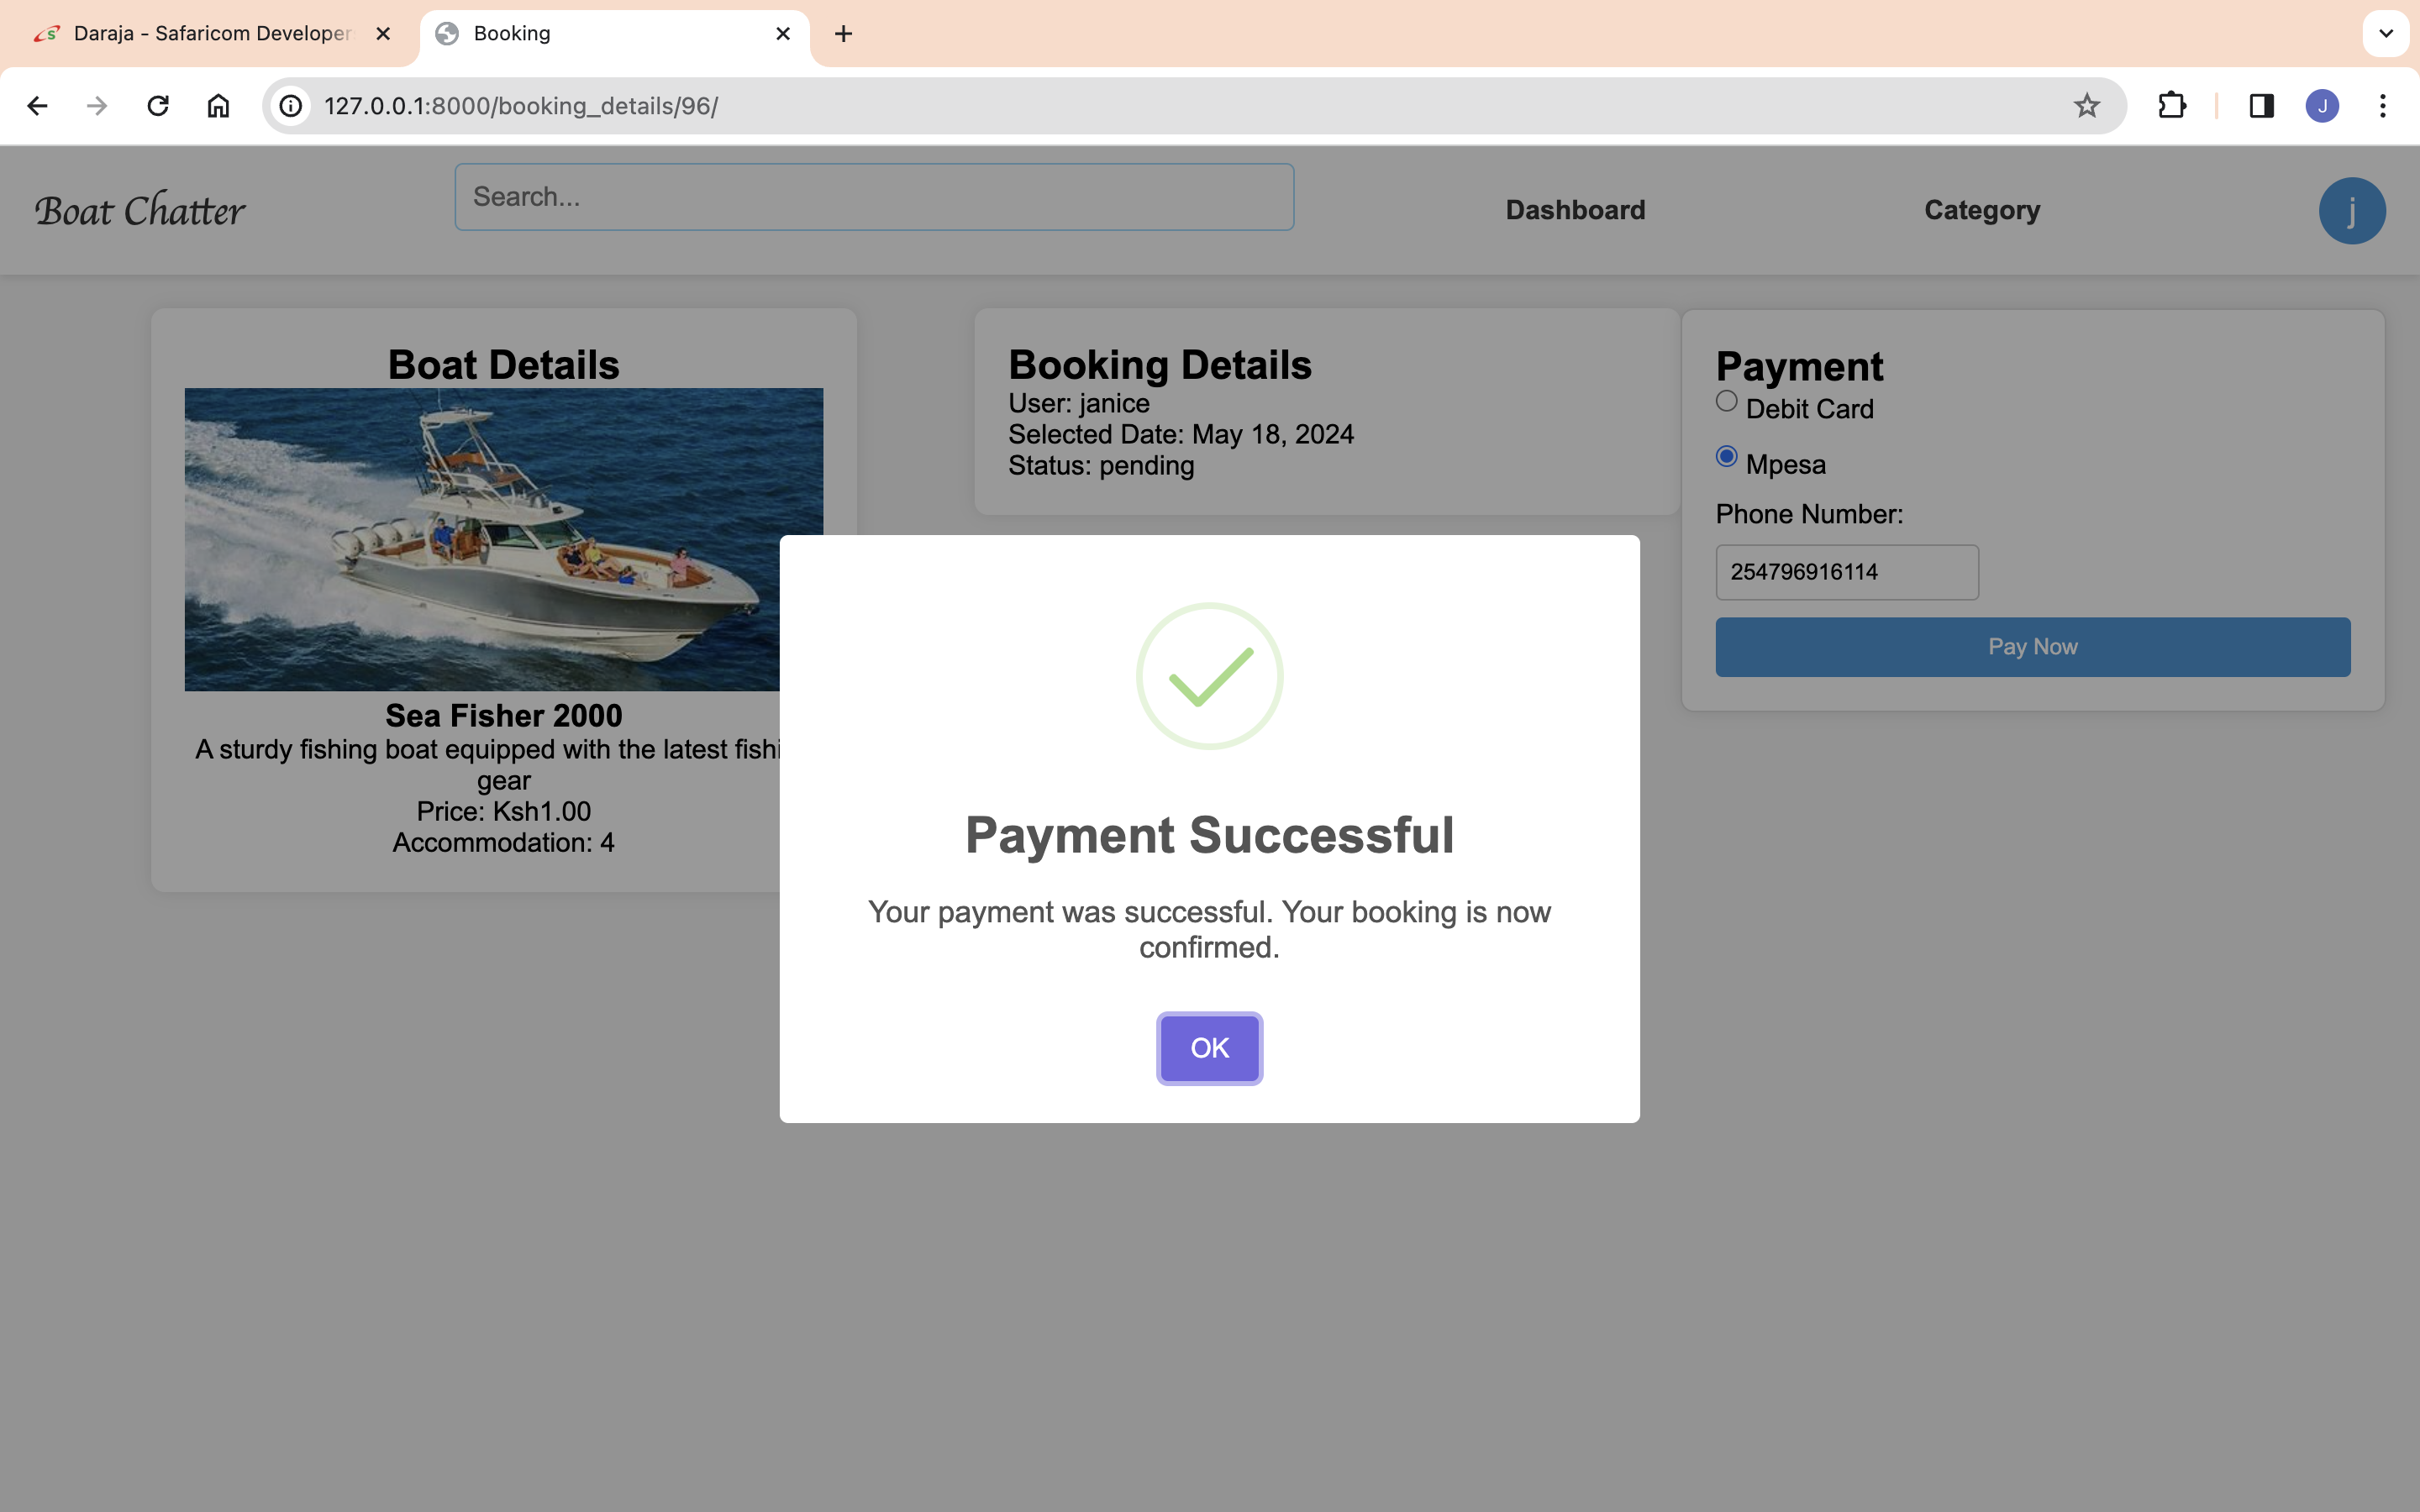 Daraja - Safaricom Developer
Booking
127.0.0.1:8000/booking_details/96/
J
Boat Chatter
Search...
Dashboard
Category
j
Boat Details
Sea Fisher 2000
A sturdy fishing boat equipped with the latest
gear
Price: Ksh1.00
Accommodation: 4
Booking Details
User: janice
Selected Date: May 18, 2024
Status: pending
Payment
Debit Card
Mpesa
Phone Number:
254796916114
Pay Now
Payment Successful
Your payment was successful. Your booking is now
confirmed.
OK